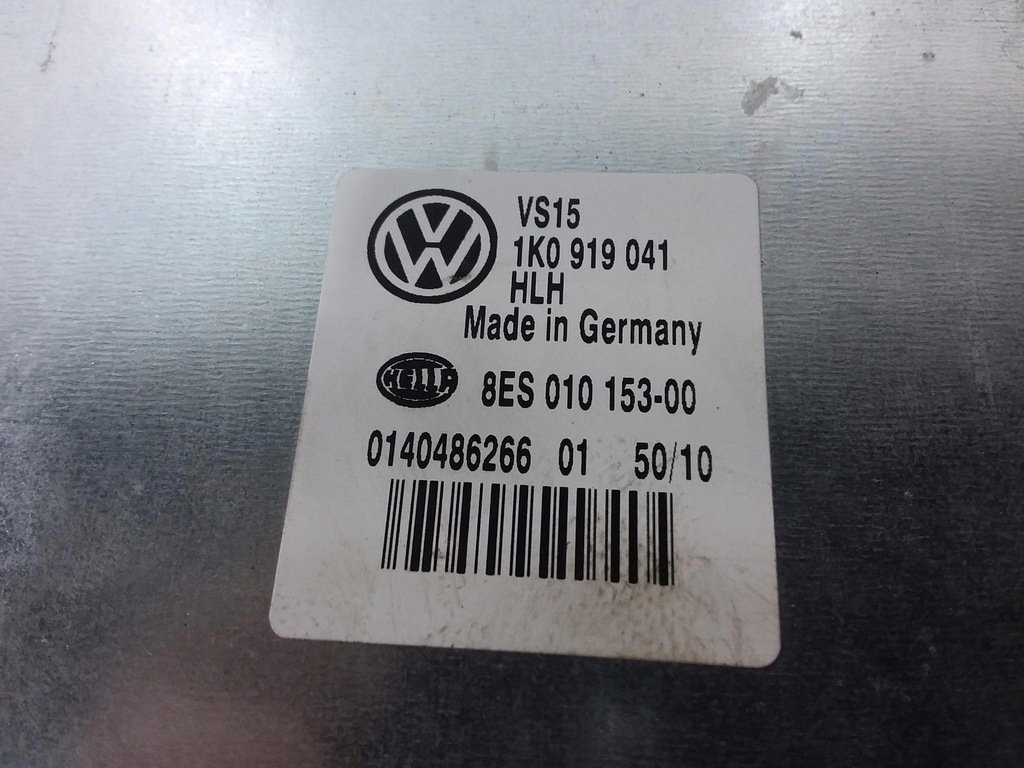 VS15
1K0 919 041
HLH
Made in Germany
HELLA 8ES 010 153-00
0140486266 01 50/10